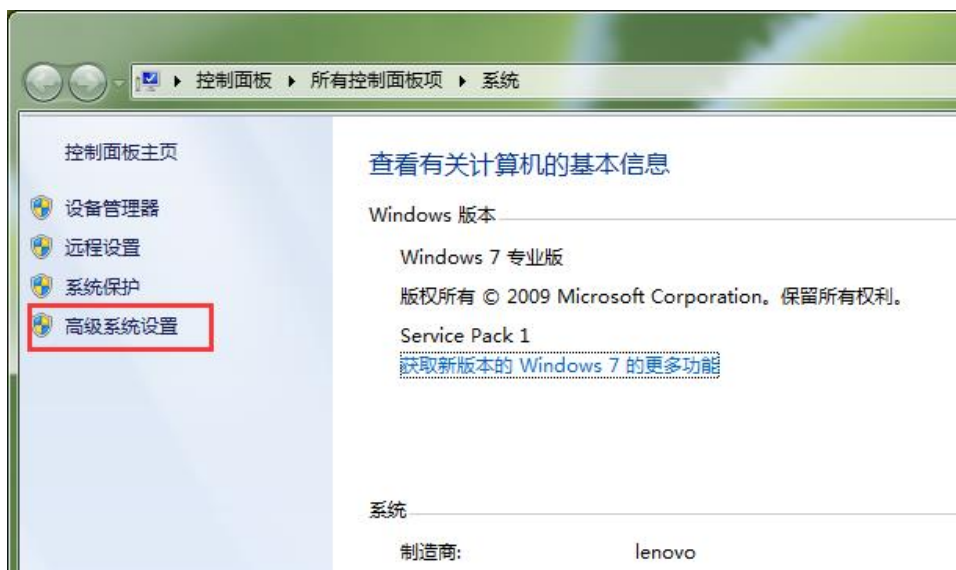 控制面板 所有控制面板项 系统
控制面板主页
设备管理器
远程设置
系统保护
高级系统设置
查看有关计算机的基本信息
Windows 版本
Windows 7 专业版
版权所有 © 2009 Microsoft Corporation。保留所有权利。
Service Pack 1
获取新版本的 Windows 7 的更多功能
系统
制造商: lenovo